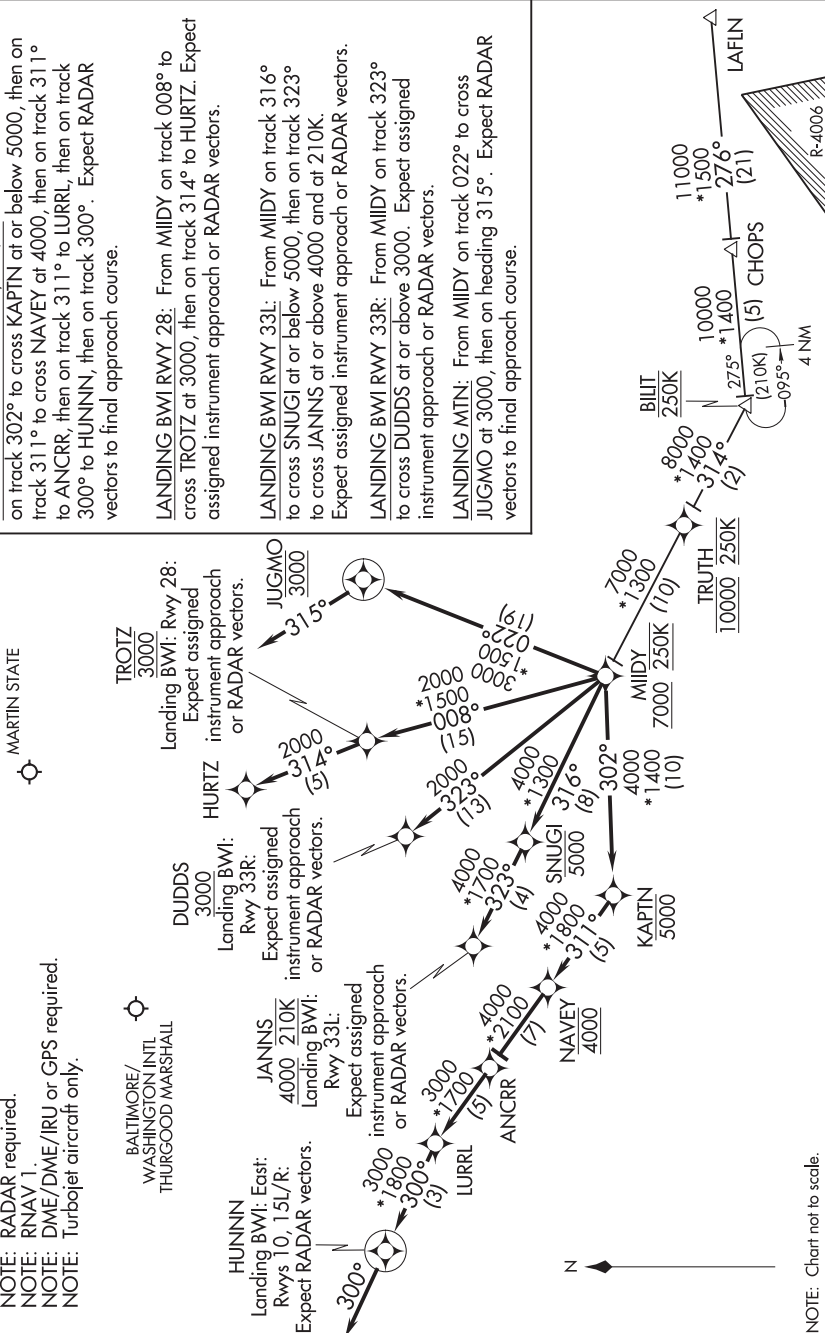 on track 302° to cross KAPTN at or below 5000, then on
track 311° to cross NAVEY at 4000, then on track 311°
to ANCRR, then on track 311° to LURRL, then on track
300° to HUNNN, then on track 300°. Expect RADAR
vectors to final approach course.
LANDING BWI RWY 28: From MIIDY on track 008° to
cross TROTZ at 3000, then on track 314° to HURTZ. Expect
assigned instrument approach or RADAR vectors.
LANDING BWI RWY 33L: From MIIDY on track 316°
to cross SNUGI at or below 5000, then on track 323°
to cross JANNS at or above 4000 and at 210K.
Expect assigned instrument approach or RADAR vectors.
LANDING BWI RWY 33R: From MIIDY on track 323°
to cross DUDDS at or above 3000. Expect assigned
instrument approach or RADAR vectors.
LANDING MTN: From MIIDY on track 022° to cross
JUGMO at 3000, then on heading 315°. Expect RADAR
vectors to final approach course.
NOTE: RADAR required.
NOTE: RNAV 1.
NOTE: DME/DME/IRU or GPS required.
NOTE: Turbojet aircraft only.
MARTIN STATE
BALTIMORE/
WASHINGTON INTL
THURGOOD MARSHALL
TROTZ
3000
Landing BWI: Rwy 28:
Expect assigned
instrument approach
or RADAR vectors.
JUGMO
3000
315°
HURTZ
2000
314°
(5)
DUDDS
3000
Landing BWI:
Rwy 33R:
Expect assigned
instrument approach
or RADAR vectors.
JANNS
4000 210K
Landing BWI:
Rwy 33L:
Expect assigned
instrument approach
or RADAR vectors.
HUNNN
Landing BWI: East:
Rwys 10, 15L/R:
Expect RADAR vectors.
300°
3000
*1800
300°
(3)
LURRL
3000
*1700
(5)
ANCRR
4000
*2100
(7)
NAVEY
4000
4000
*1800
311°
(5)
KAPTN
5000
4000
*1700
323°
(4)
SNUGI
5000
4000
*1300
316°
(8)
302°
4000
*1400
(10)
2000
323°
(13)
2000
*1500
008°
(15)
3000
*1500
022°
(19)
MIIDY
7000 250K
7000
*1300
(10)
TRUTH
10000 250K
8000
*1400
314°
(2)
BILIT
250K
275°
(210K)
095°
4 NM
10000
*1400
(5)
CHOPS
11000
*1500
276°
(21)
LAFLN
R-4006
N
NOTE: Chart not to scale.